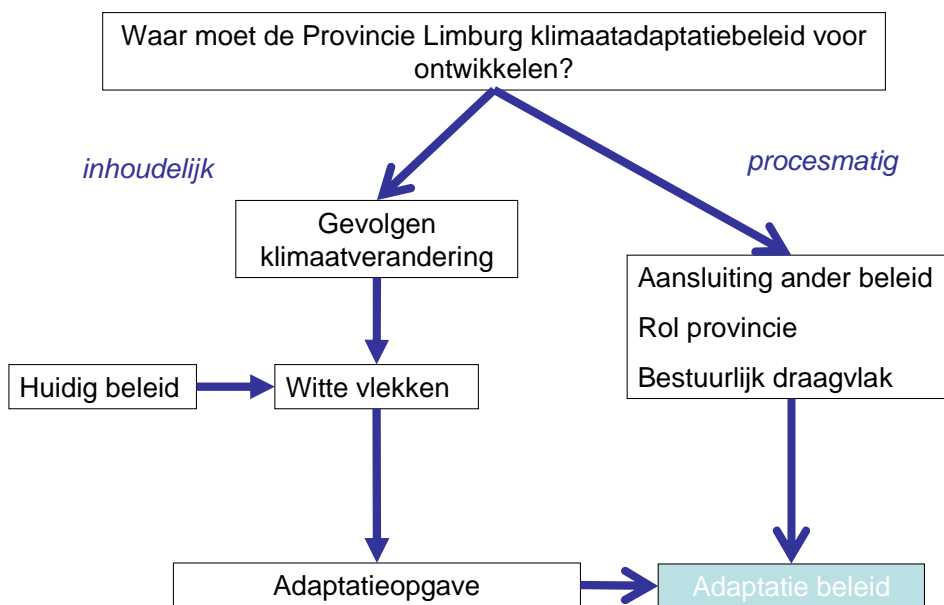 Waar moet de Provincie Limburg klimaatadaptatiebeleid voor
ontwikkelen?
inhoudelijk
procesmatig
Gevolgen
klimaatverandering
Aansluiting ander beleid
Rol provincie
Bestuurlijk draagvlak
Huidig beleid
Witte vlekken
Adaptatieopgave
Adaptatie beleid